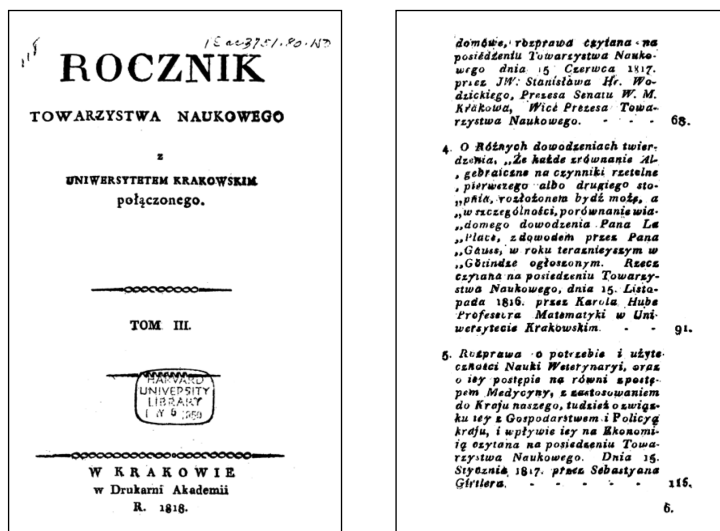 ROCZNIK
TOWARZYSTWA NAUKOWEGO
z
UNIWERSYTETEM KRAKOWSKIM
połączonego.
TOM III.
HARVARD
UNIVERSITY
LIBRARY
W KRAKOWIE
w Drukarni Akademii
R. 1818.
domowe, rozprawa czytana na
posiedzeniu Towarzystwa Nauko-
wego dnia 15 Czerwca 1817.
przez JW. Stanisława Hr. Wo-
dzickiego, Prezesa Senatu W. M.
Krakowa, Wice Prezesa Towa-
rzystwa Naukowego. - - - 68.
4. O Różnych dowodzeniach twier-
dzenia, „Że każde zrównanie Al-
„gebraiczne na czynniki rzetelne
„pierwszego albo drugiego sto-
„pnia, rozłożonem bydź może, a
„w szczególności, porównanie wia-
„domego dowodzenia Pana La
„Place, z dowodem przez Pana
„Gauss, w roku teraznieyszym w
„Götindze ogłoszonym. Rzecz
czytana na posiedzeniu Towarzy-
stwa Naukowego, dnia 15. Listo-
pada 1816. przez Karola Hube
Professora Matematyki w Uni-
wersytecie Krakowskim. - - 91.
5. Rozprawa o potrzebie i użyte-
czności Nauki Weterynaryi, oraz
o iey postępie na równi z postę-
pem Medycyny, z zastosowaniem
do Kraju naszego, tudzież o związ-
ku iey z Gospodarstwem i Policyą
kraju, i wpływie iey na Ekonomi-
ią czytana na posiedzeniu Towa-
rzystwa Naukowego. Dnia 15.
Stycznia 1817. przez Sebastyana
Girtlera. - - - - - 115.
6.